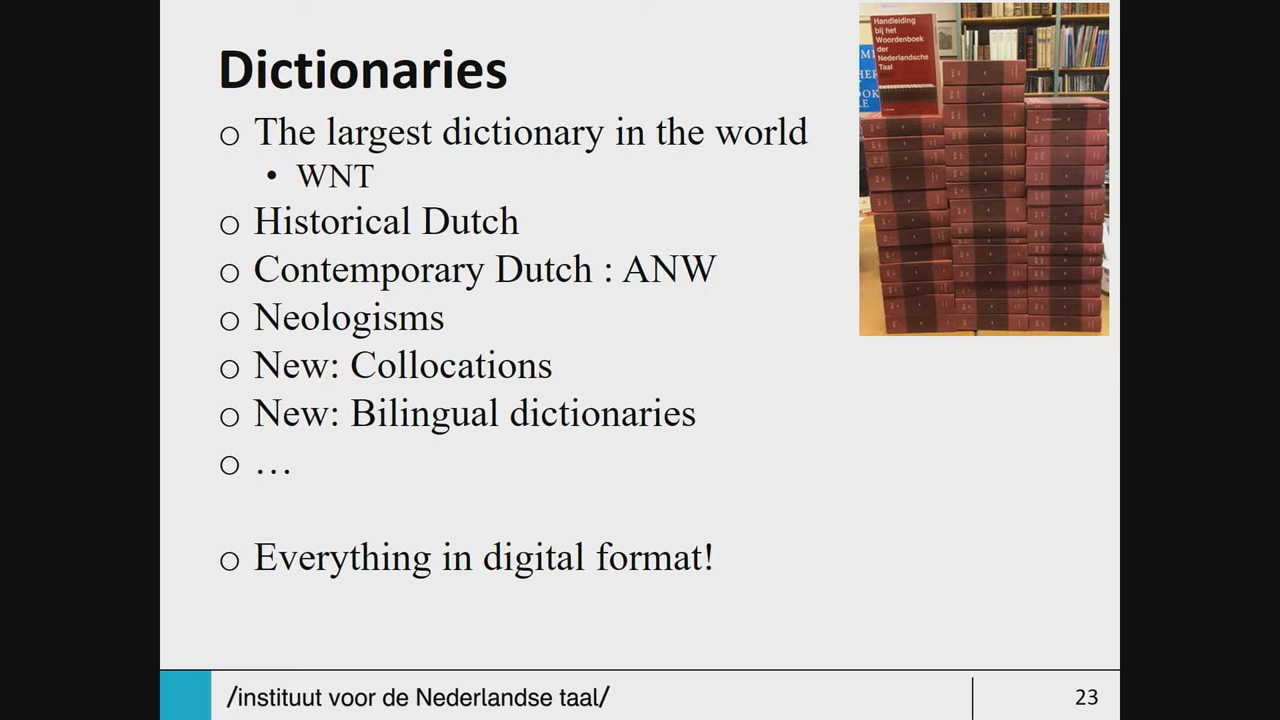 Dictionaries
o The largest dictionary in the world
• WNT
o Historical Dutch
o Contemporary Dutch : ANW
o Neologisms
o New: Collocations
o New: Bilingual dictionaries
o …
o Everything in digital format!
Handleiding
bij het
Woordenboek
der
Nederlandsche
Taal
/instituut voor de Nederlandse taal/
23